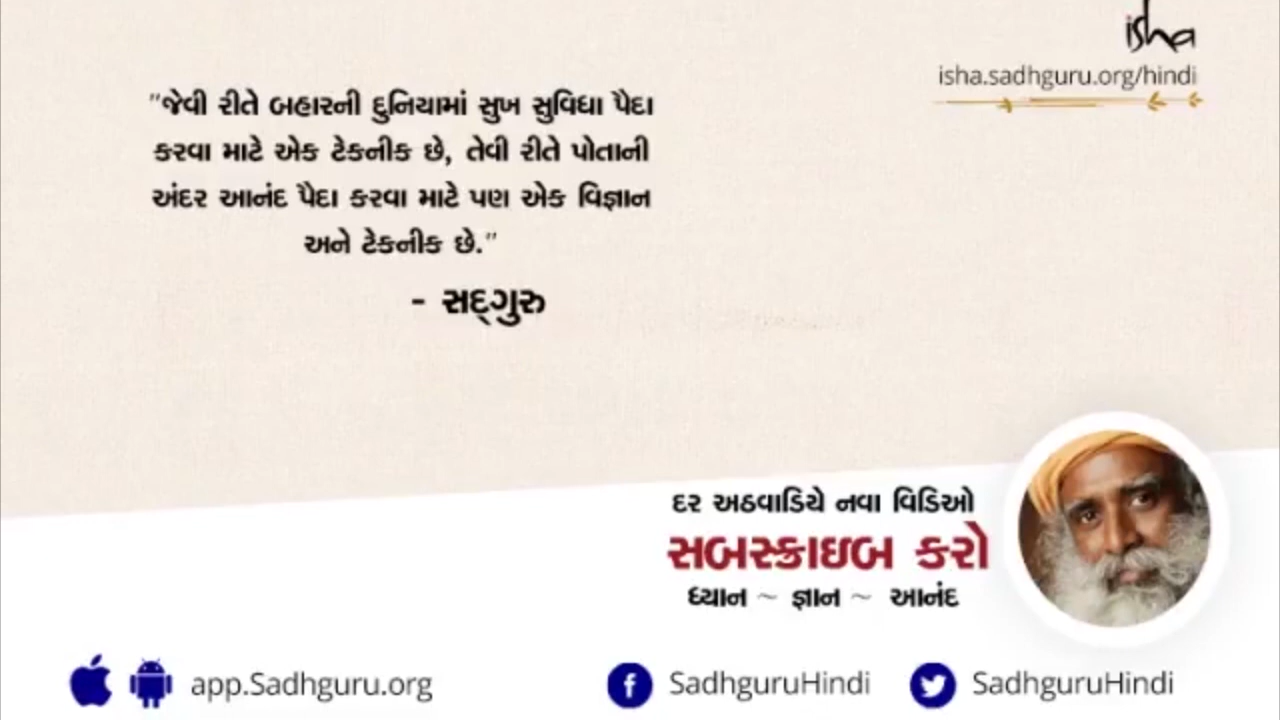 isha
isha.sadhguru.org/hindi
"જેવી રીતે બહારની દુનિયામાં સુખ સુવિધા પૈદા
કરવા માટે એક ટેકનીક છે, તેવી રીતે પોતાની
અંદર આનંદ પૈદા કરવા માટે પણ એક વિજ્ઞાન
અને ટેકનીક છે."
- સદ્ગુરુ
દર અઠવાડિયે નવા વિડિઓ
સબસ્ક્રાઇબ કરો
ધ્યાન ~ જ્ઞાન ~ આનંદ
app.Sadhguru.org
SadhguruHindi
SadhguruHindi